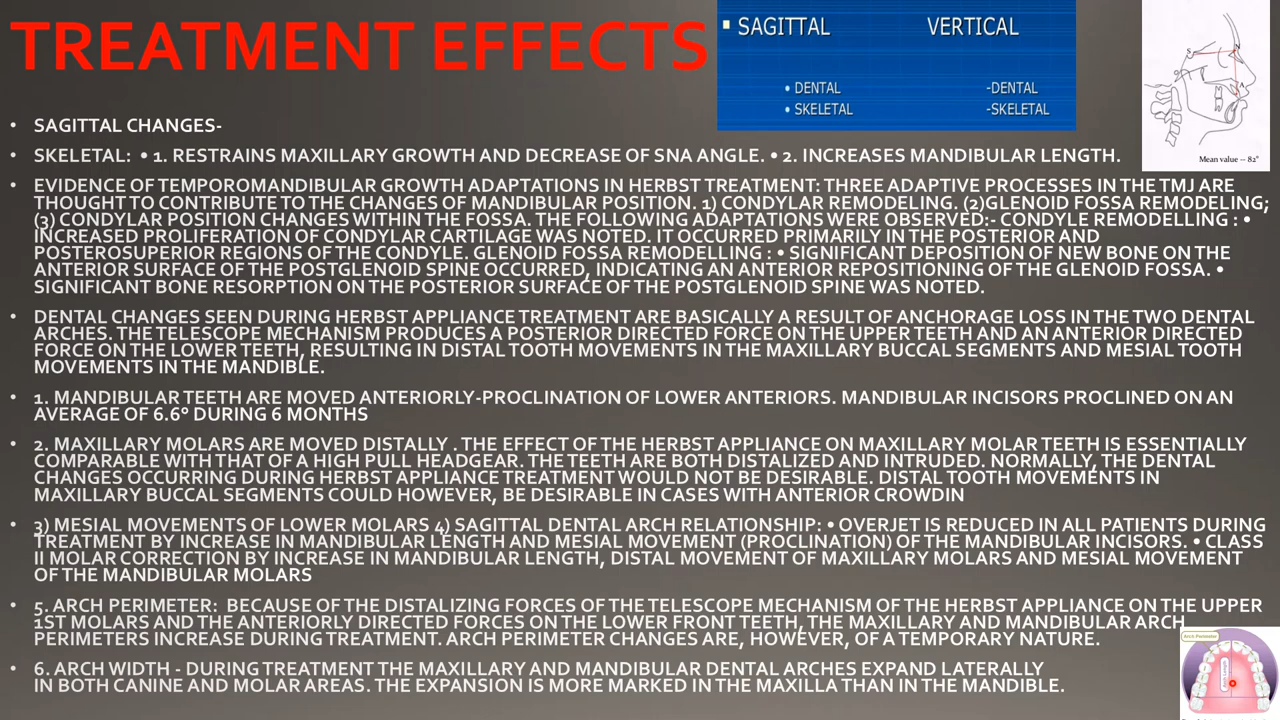 TREATMENT EFFECTS
▪ SAGITTAL VERTICAL
• DENTAL -DENTAL
• SKELETAL -SKELETAL
Mean value – 82°
• SAGITTAL CHANGES-
• SKELETAL: • 1. RESTRAINS MAXILLARY GROWTH AND DECREASE OF SNA ANGLE. • 2. INCREASES MANDIBULAR LENGTH.
• EVIDENCE OF TEMPOROMANDIBULAR GROWTH ADAPTATIONS IN HERBST TREATMENT: THREE ADAPTIVE PROCESSES IN THE TMJ ARE
THOUGHT TO CONTRIBUTE TO THE CHANGES OF MANDIBULAR POSITION. 1) CONDYLAR REMODELING. (2)GLENOID FOSSA REMODELING;
(3) CONDYLAR POSITION CHANGES WITHIN THE FOSSA. THE FOLLOWING ADAPTATIONS WERE OBSERVED:- CONDYLE REMODELLING : •
INCREASED PROLIFERATION OF CONDYLAR CARTILAGE WAS NOTED. IT OCCURRED PRIMARILY IN THE POSTERIOR AND
POSTEROSUPERIOR REGIONS OF THE CONDYLE. GLENOID FOSSA REMODELLING : • SIGNIFICANT DEPOSITION OF NEW BONE ON THE
ANTERIOR SURFACE OF THE POSTGLENOID SPINE OCCURRED, INDICATING AN ANTERIOR REPOSITIONING OF THE GLENOID FOSSA. •
SIGNIFICANT BONE RESORPTION ON THE POSTERIOR SURFACE OF THE POSTGLENOID SPINE WAS NOTED.
• DENTAL CHANGES SEEN DURING HERBST APPLIANCE TREATMENT ARE BASICALLY A RESULT OF ANCHORAGE LOSS IN THE TWO DENTAL
ARCHES. THE TELESCOPE MECHANISM PRODUCES A POSTERIOR DIRECTED FORCE ON THE UPPER TEETH AND AN ANTERIOR DIRECTED
FORCE ON THE LOWER TEETH, RESULTING IN DISTAL TOOTH MOVEMENTS IN THE MAXILLARY BUCCAL SEGMENTS AND MESIAL TOOTH
MOVEMENTS IN THE MANDIBLE.
• 1. MANDIBULAR TEETH ARE MOVED ANTERIORLY-PROCLINATION OF LOWER ANTERIORS. MANDIBULAR INCISORS PROCLINED ON AN
AVERAGE OF 6.6° DURING 6 MONTHS
• 2. MAXILLARY MOLARS ARE MOVED DISTALLY . THE EFFECT OF THE HERBST APPLIANCE ON MAXILLARY MOLAR TEETH IS ESSENTIALLY
COMPARABLE WITH THAT OF A HIGH PULL HEADGEAR. THE TEETH ARE BOTH DISTALIZED AND INTRUDED. NORMALLY, THE DENTAL
CHANGES OCCURRING DURING HERBST APPLIANCE TREATMENT WOULD NOT BE DESIRABLE. DISTAL TOOTH MOVEMENTS IN
MAXILLARY BUCCAL SEGMENTS COULD HOWEVER, BE DESIRABLE IN CASES WITH ANTERIOR CROWDIN
• 3) MESIAL MOVEMENTS OF LOWER MOLARS 4) SAGITTAL DENTAL ARCH RELATIONSHIP: • OVERJET IS REDUCED IN ALL PATIENTS DURING
TREATMENT BY INCREASE IN MANDIBULAR LENGTH AND MESIAL MOVEMENT (PROCLINATION) OF THE MANDIBULAR INCISORS. • CLASS
II MOLAR CORRECTION BY INCREASE IN MANDIBULAR LENGTH, DISTAL MOVEMENT OF MAXILLARY MOLARS AND MESIAL MOVEMENT
OF THE MANDIBULAR MOLARS
• 5. ARCH PERIMETER: BECAUSE OF THE DISTALIZING FORCES OF THE TELESCOPE MECHANISM OF THE HERBST APPLIANCE ON THE UPPER
1ST MOLARS AND THE ANTERIORLY DIRECTED FORCES ON THE LOWER FRONT TEETH, THE MAXILLARY AND MANDIBULAR ARCH
PERIMETERS INCREASE DURING TREATMENT. ARCH PERIMETER CHANGES ARE, HOWEVER, OF A TEMPORARY NATURE.
Arch Perimeter
Arch Length
• 6. ARCH WIDTH - DURING TREATMENT THE MAXILLARY AND MANDIBULAR DENTAL ARCHES EXPAND LATERALLY
IN BOTH CANINE AND MOLAR AREAS. THE EXPANSION IS MORE MARKED IN THE MAXILLA THAN IN THE MANDIBLE.